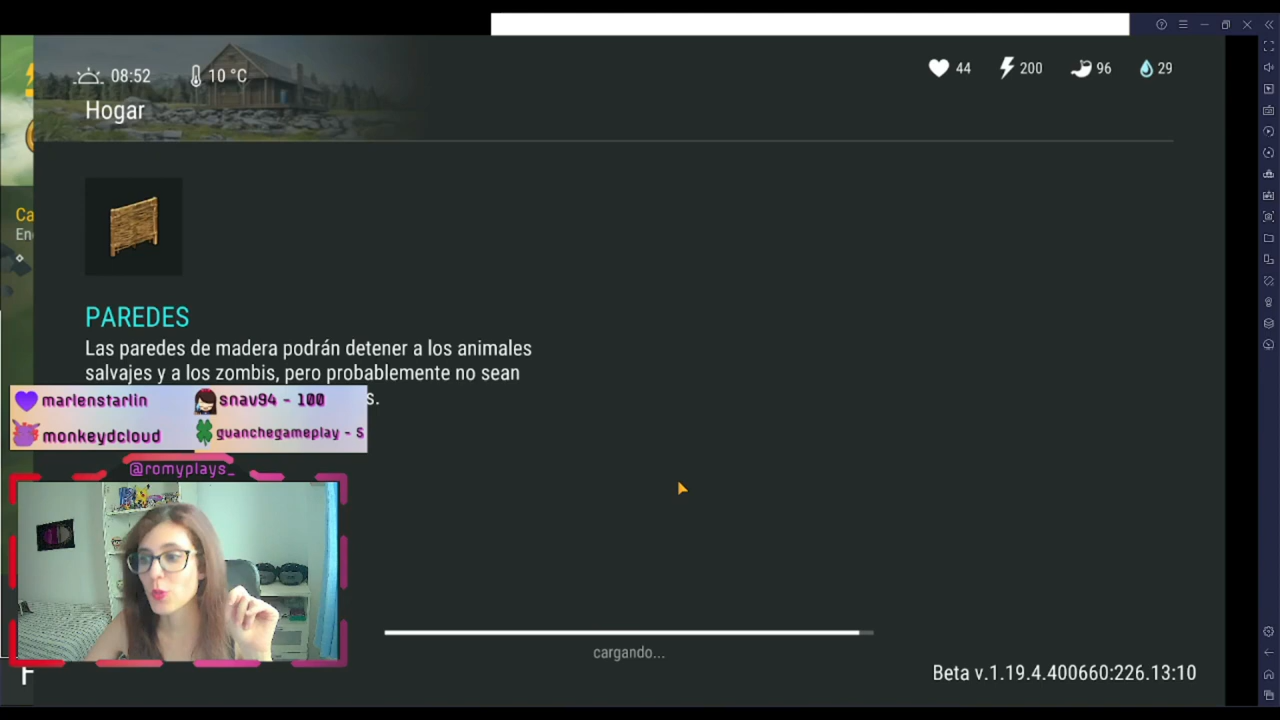 08:52 10 °C
Hogar
44 200 96 29
Ca
En
PAREDES
Las paredes de madera podrán detener a los animales
salvajes y a los zombis, pero probablemente no sean
s.
marlenstarlin snav94 - 100
monkeydcloud guanchegameplay - S
@romyplays_
cargando...
Beta v.1.19.4.400660:226.13:10